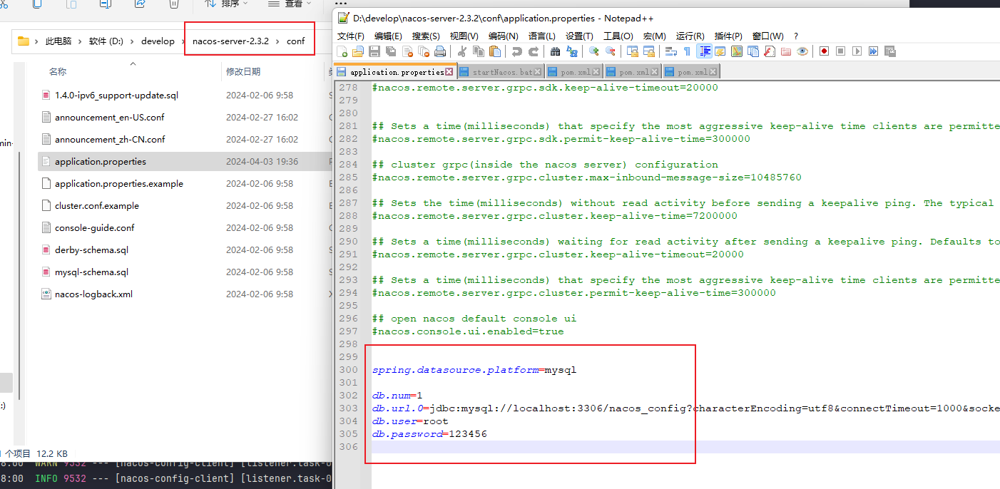 排序
查看
此电脑 软件 (D:) develop nacos-server-2.3.2 conf
名称 修改日期
1.4.0-ipv6_support-update.sql 2024-02-06 9:58
announcement_en-US.conf 2024-02-27 16:02
announcement_zh-CN.conf 2024-02-27 16:02
application.properties 2024-04-03 19:36
application.properties.example 2024-02-06 9:58
cluster.conf.example 2024-02-06 9:58
console-guide.conf 2024-02-06 9:58
derby-schema.sql 2024-02-06 9:58
mysql-schema.sql 2024-02-06 9:58
nacos-logback.xml 2024-02-06 9:58
个项目 12.2 KB
8:00 WARN 9532 --- [nacos-config-client] [listener.task-0
8:00 INFO 9532 --- [nacos-config-client] [listener.task-0
D:\develop\nacos-server-2.3.2\conf\application.properties - Notepad++
文件(F) 编辑(E) 搜索(S) 视图(V) 编码(N) 语言(L) 设置(T) 工具(O) 宏(M) 运行(R) 插件(P) 窗口(W) ?
application.properties startNacos.bat pom.xml pom.xml pom.xml
278 #nacos.remote.server.grpc.sdk.keep-alive-timeout=20000
279
280
281 ## Sets a time(milliseconds) that specify the most aggressive keep-alive time clients are permitte
282 #nacos.remote.server.grpc.sdk.permit-keep-alive-time=300000
283
284 ## cluster grpc(inside the nacos server) configuration
285 #nacos.remote.server.grpc.cluster.max-inbound-message-size=10485760
286
287 ## Sets the time(milliseconds) without read activity before sending a keepalive ping. The typical
288 #nacos.remote.server.grpc.cluster.keep-alive-time=7200000
289
290 ## Sets a time(milliseconds) waiting for read activity after sending a keepalive ping. Defaults to
291 #nacos.remote.server.grpc.cluster.keep-alive-timeout=20000
292
293 ## Sets a time(milliseconds) that specify the most aggressive keep-alive time clients are permitte
294 #nacos.remote.server.grpc.cluster.permit-keep-alive-time=300000
295
296 ## open nacos default console ui
297 #nacos.console.ui.enabled=true
298
299
300 spring.datasource.platform=mysql
301
302 db.num=1
303 db.url.0=jdbc:mysql://localhost:3306/nacos_config?characterEncoding=utf8&connectTimeout=1000&socke
304 db.user=root
305 db.password=123456
306